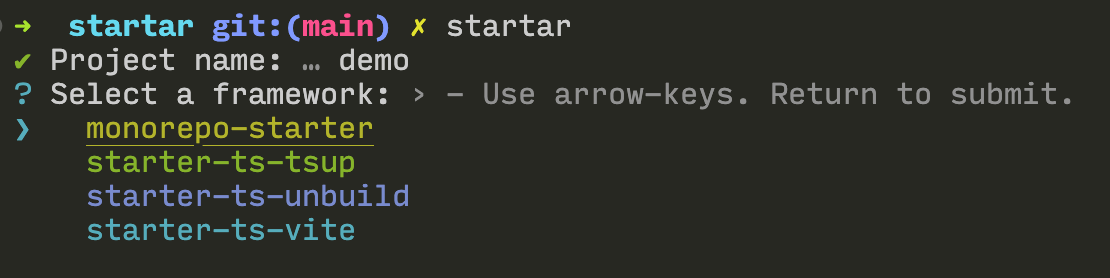 ➜  startar git:(main) ✗ startar
✔ Project name: … demo
? Select a framework: › - Use arrow-keys. Return to submit.
❯   monorepo-starter
    starter-ts-tsup
    starter-ts-unbuild
    starter-ts-vite